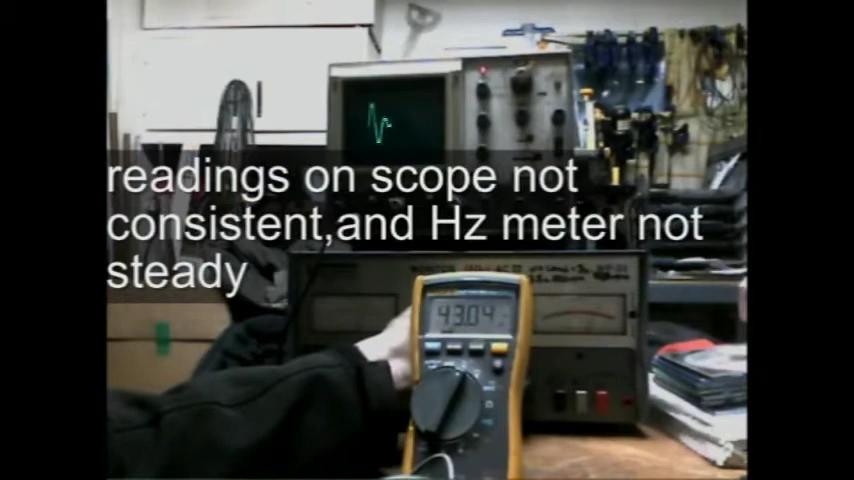 readings on scope not
consistent,and Hz meter not
steady
43.04